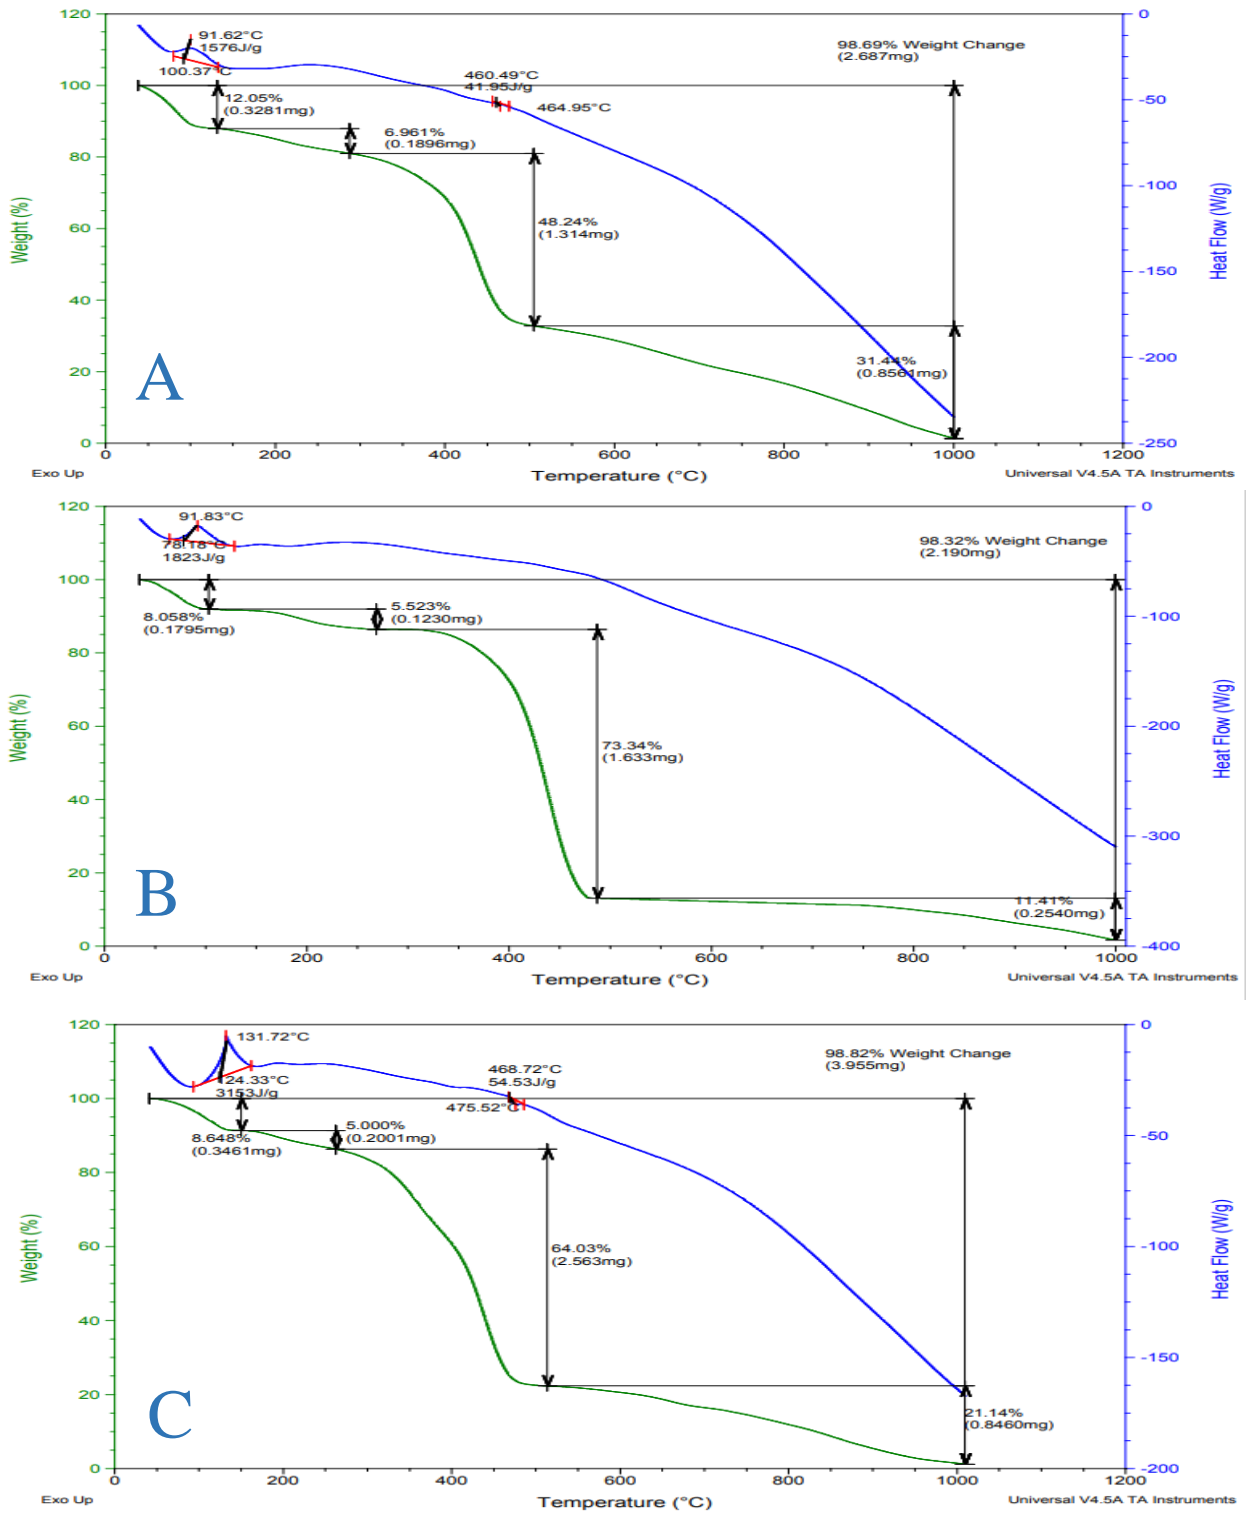 120
100
80
60
40
20
0
Weight (%)
91.62°C
1576J/g
100.37°C
12.05%
(0.3281mg)
6.961%
(0.1896mg)
460.49°C
41.95J/g
464.95°C
48.24%
(1.314mg)
98.69% Weight Change
(2.687mg)
31.44%
(0.8561mg)
A
0
-50
-100
-150
-200
-250
Heat Flow (W/g)
0
200
400
600
800
1000
1200
Exo Up
Temperature (°C)
Universal V4.5A TA Instruments
120
100
80
60
40
20
0
Weight (%)
91.83°C
78.18°C
1823J/g
8.058%
(0.1795mg)
5.523%
(0.1230mg)
73.34%
(1.633mg)
98.32% Weight Change
(2.190mg)
11.41%
(0.2540mg)
B
0
-100
-200
-300
-400
Heat Flow (W/g)
0
200
400
600
800
1000
Exo Up
Temperature (°C)
Universal V4.5A TA Instruments
120
100
80
60
40
20
0
Weight (%)
131.72°C
124.33°C
3153J/g
8.648%
(0.3461mg)
5.000%
(0.2001mg)
468.72°C
54.53J/g
475.52°C
64.03%
(2.563mg)
98.82% Weight Change
(3.955mg)
21.14%
(0.8460mg)
C
0
-50
-100
-150
-200
Heat Flow (W/g)
0
200
400
600
800
1000
1200
Exo Up
Temperature (°C)
Universal V4.5A TA Instruments